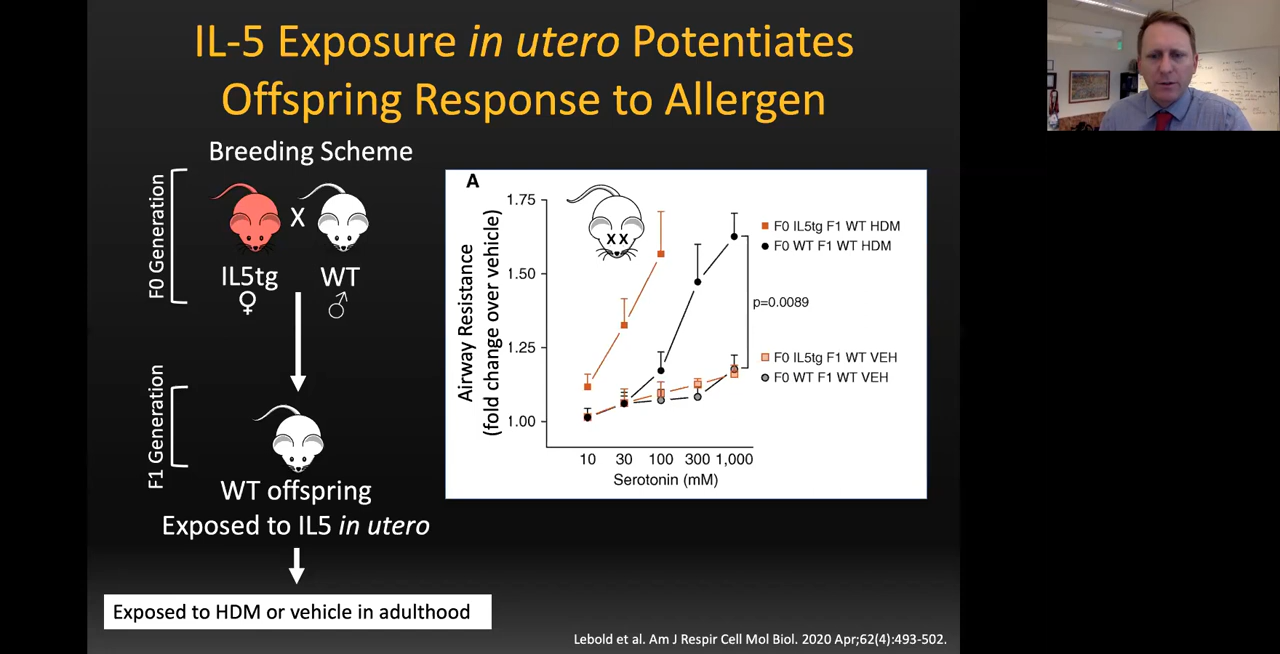 IL-5 Exposure in utero Potentiates
Offspring Response to Allergen
Breeding Scheme
F0 Generation
X
IL5tg
WT
♀
♂
F1 Generation
WT offspring
Exposed to IL5 in utero
Exposed to HDM or vehicle in adulthood
A
Airway Resistance
(fold change over vehicle)
1.75
1.50
1.25
1.00
X X
F0 IL5tg F1 WT HDM
F0 WT F1 WT HDM
p=0.0089
F0 IL5tg F1 WT VEH
F0 WT F1 WT VEH
10 30 100 300 1,000
Serotonin (mM)
Lebold et al. Am J Respir Cell Mol Biol. 2020 Apr;62(4):493-502.